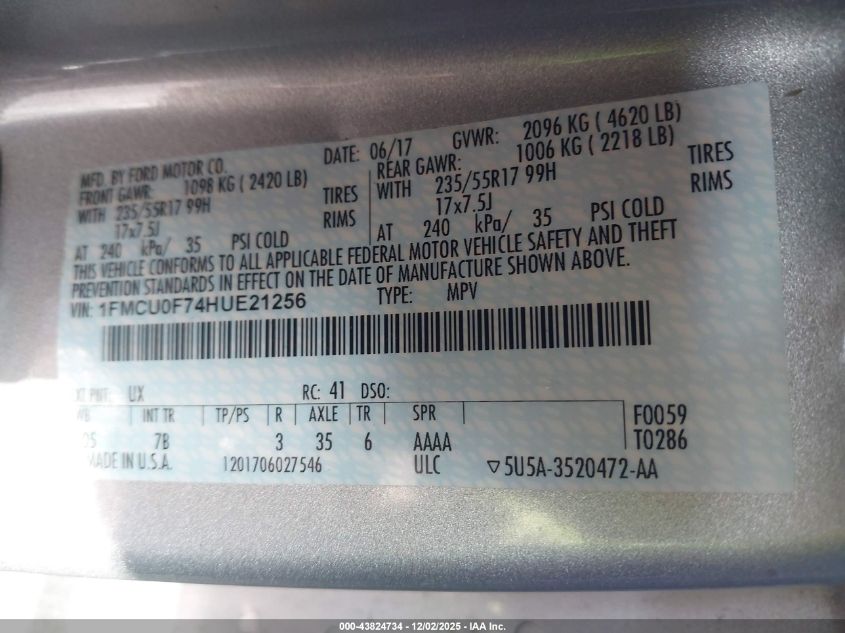 MFD. BY FORD MOTOR CO.
DATE: 06/17 GVWR: 2096 KG ( 4620 LB)
FRONT GAWR: 1098 KG ( 2420 LB)
REAR GAWR: 1006 KG ( 2218 LB)
WITH 235/55R17 99H TIRES
WITH 235/55R17 99H TIRES
17x7.5J RIMS
17x7.5J RIMS
AT 240 kPa/ 35 PSI COLD
AT 240 kPa/ 35 PSI COLD
THIS VEHICLE CONFORMS TO ALL APPLICABLE FEDERAL MOTOR VEHICLE SAFETY AND THEFT
PREVENTION STANDARDS IN EFFECT ON THE DATE OF MANUFACTURE SHOWN ABOVE.
VIN: 1FMCU0F74HUE21256 TYPE: MPV
PNT: UX RC: 41 DSO:
INT TR TP/PS R AXLE TR SPR F0059
7B 3 35 6 AAAA T0286
MADE IN U.S.A. 1201706027546 ULC ▽5U5A-3520472-AA
000-43824734 - 12/02/2025 - IAA Inc.